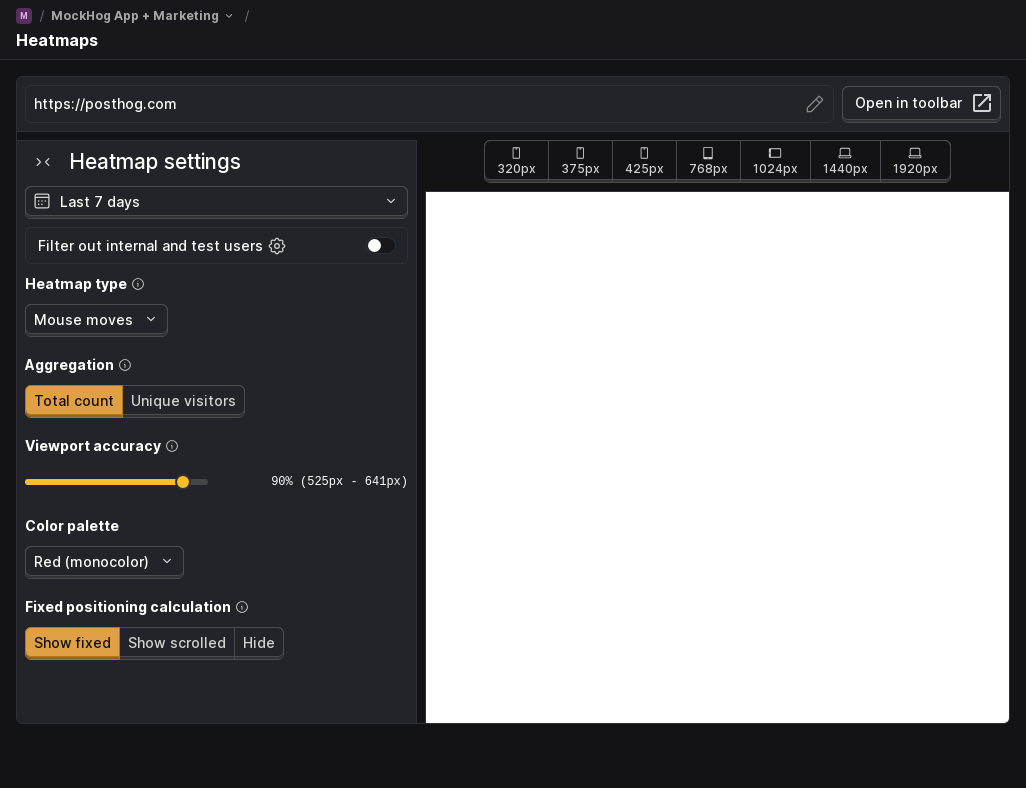 M / MockHog App + Marketing /
Heatmaps
https://posthog.com
Open in toolbar
Heatmap settings
Last 7 days
Filter out internal and test users
Heatmap type
Mouse moves
Aggregation
Total count Unique visitors
Viewport accuracy
90% (525px - 641px)
Color palette
Red (monocolor)
Fixed positioning calculation
Show fixed Show scrolled Hide
320px 375px 425px 768px 1024px 1440px 1920px